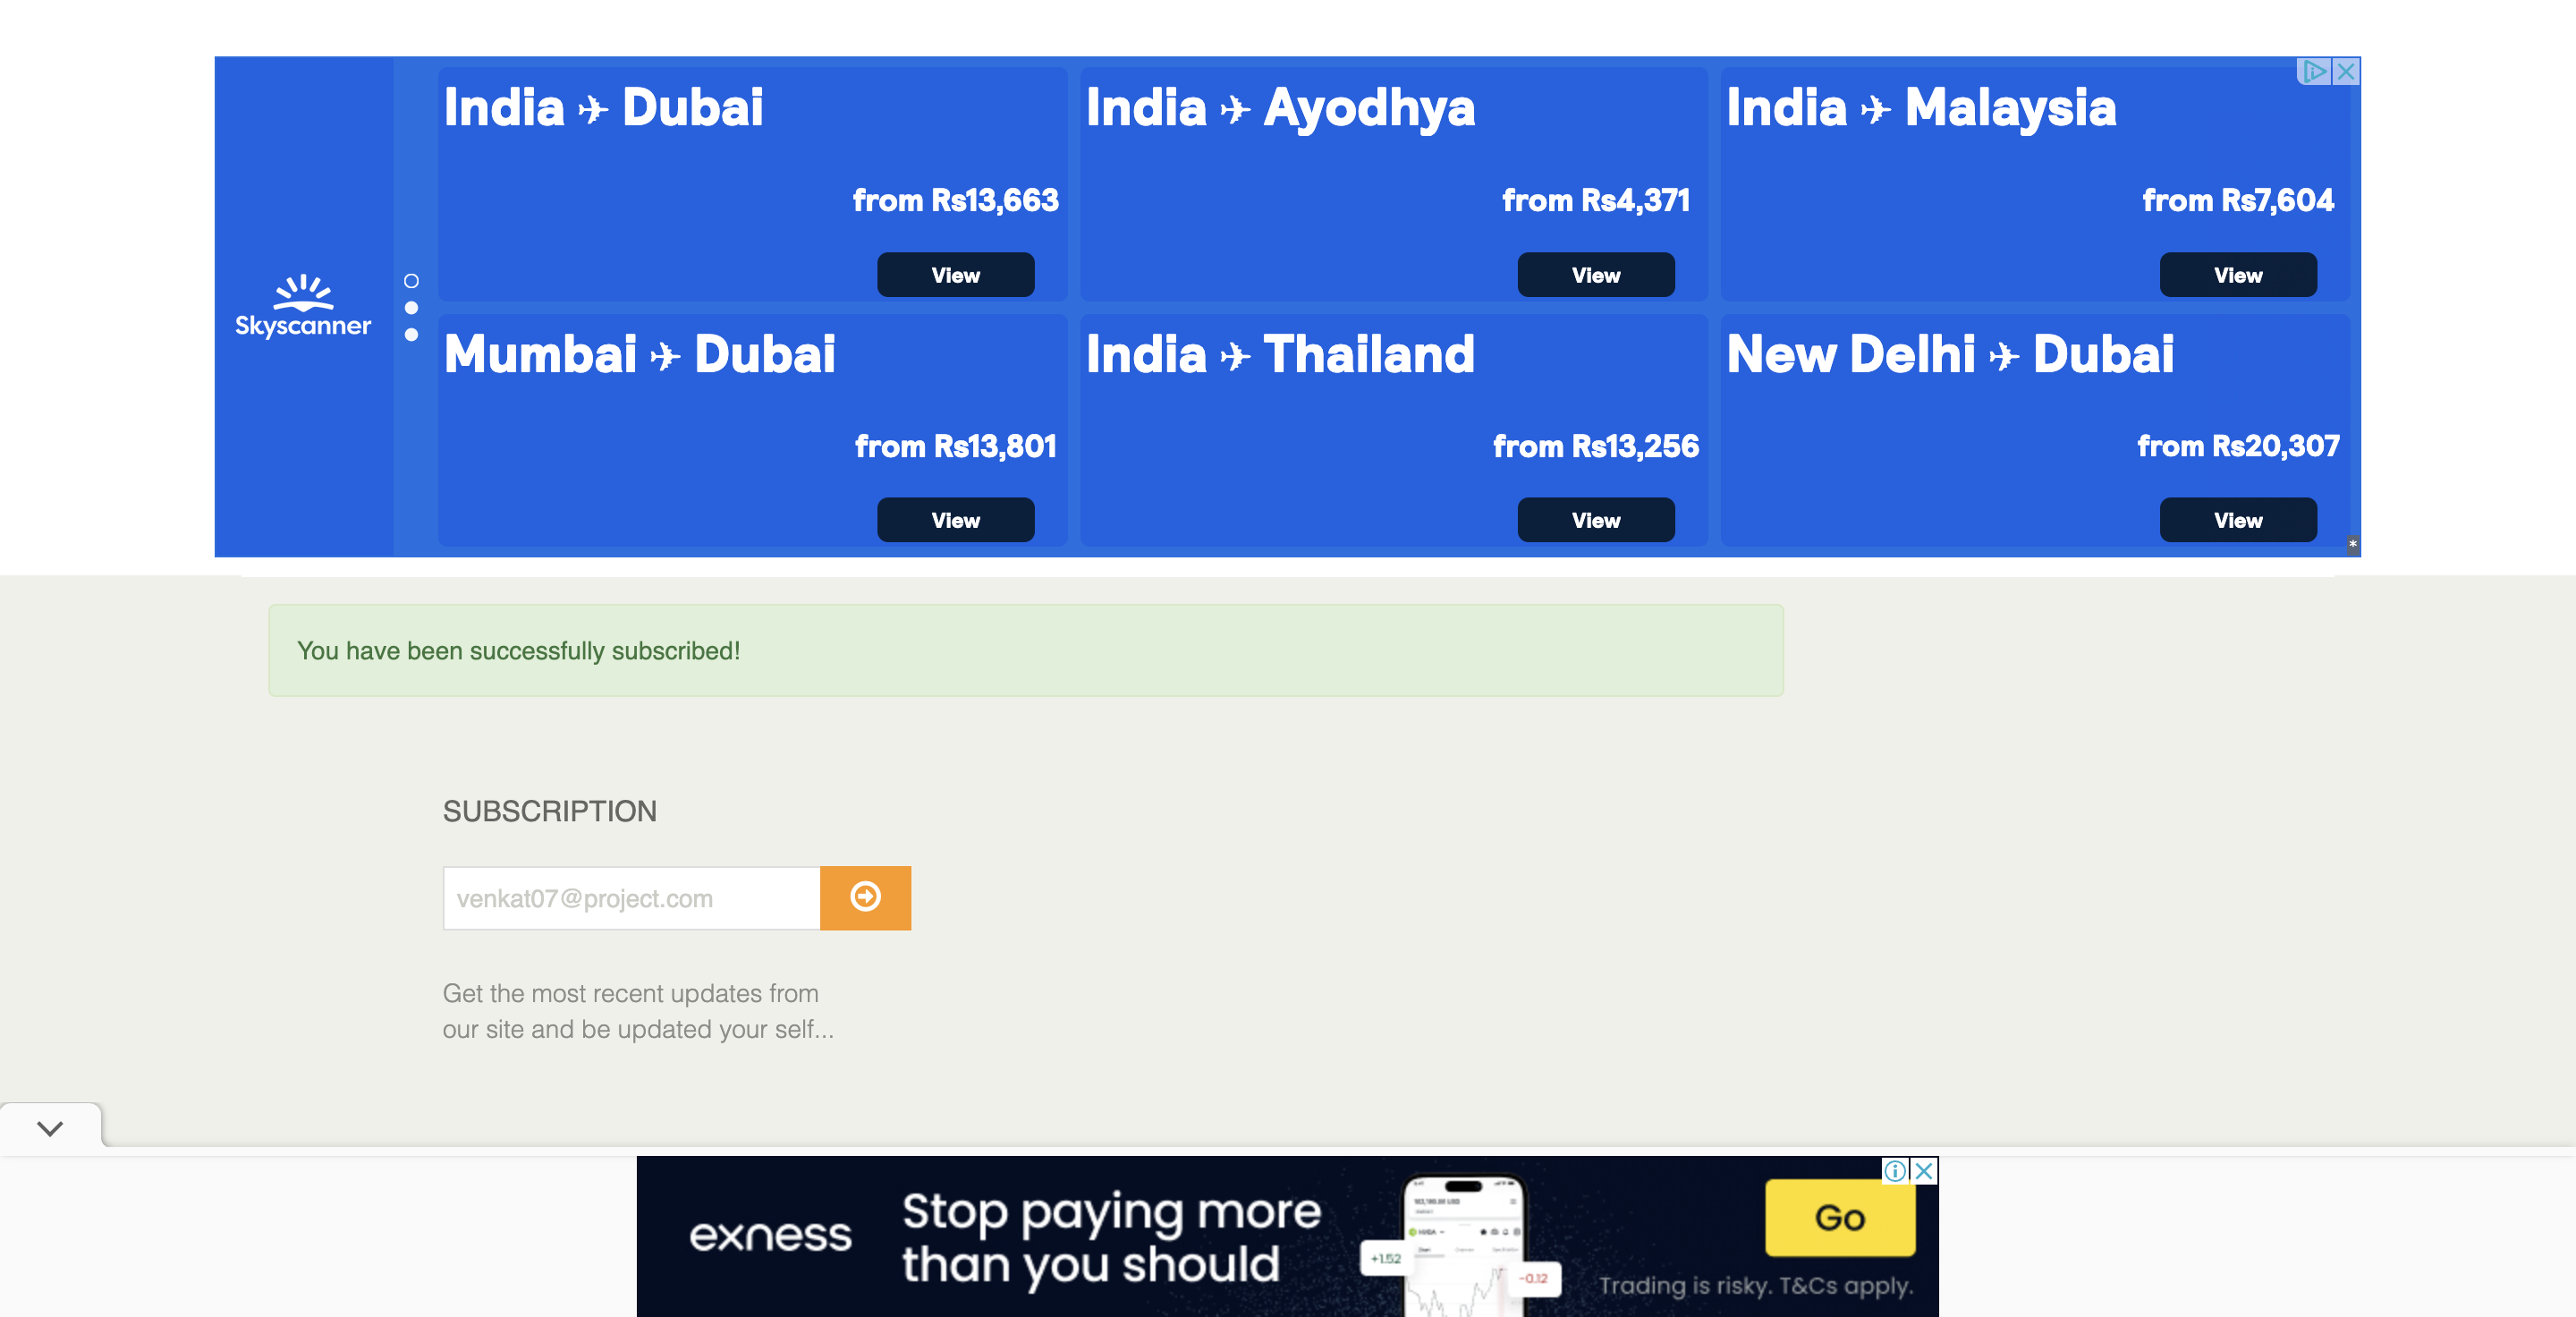 India ✈ Dubai
from Rs13,663
View
India ✈ Ayodhya
from Rs4,371
View
India ✈ Malaysia
from Rs7,604
View
Skyscanner
Mumbai ✈ Dubai
from Rs13,801
View
India ✈ Thailand
from Rs13,256
View
New Delhi ✈ Dubai
from Rs20,307
View
*
You have been successfully subscribed!
SUBSCRIPTION
venkat07@project.com
Get the most recent updates from
our site and be updated your self...
exness
Stop paying more
than you should
+1.52
-0.12
Go
Trading is risky. T&Cs apply.